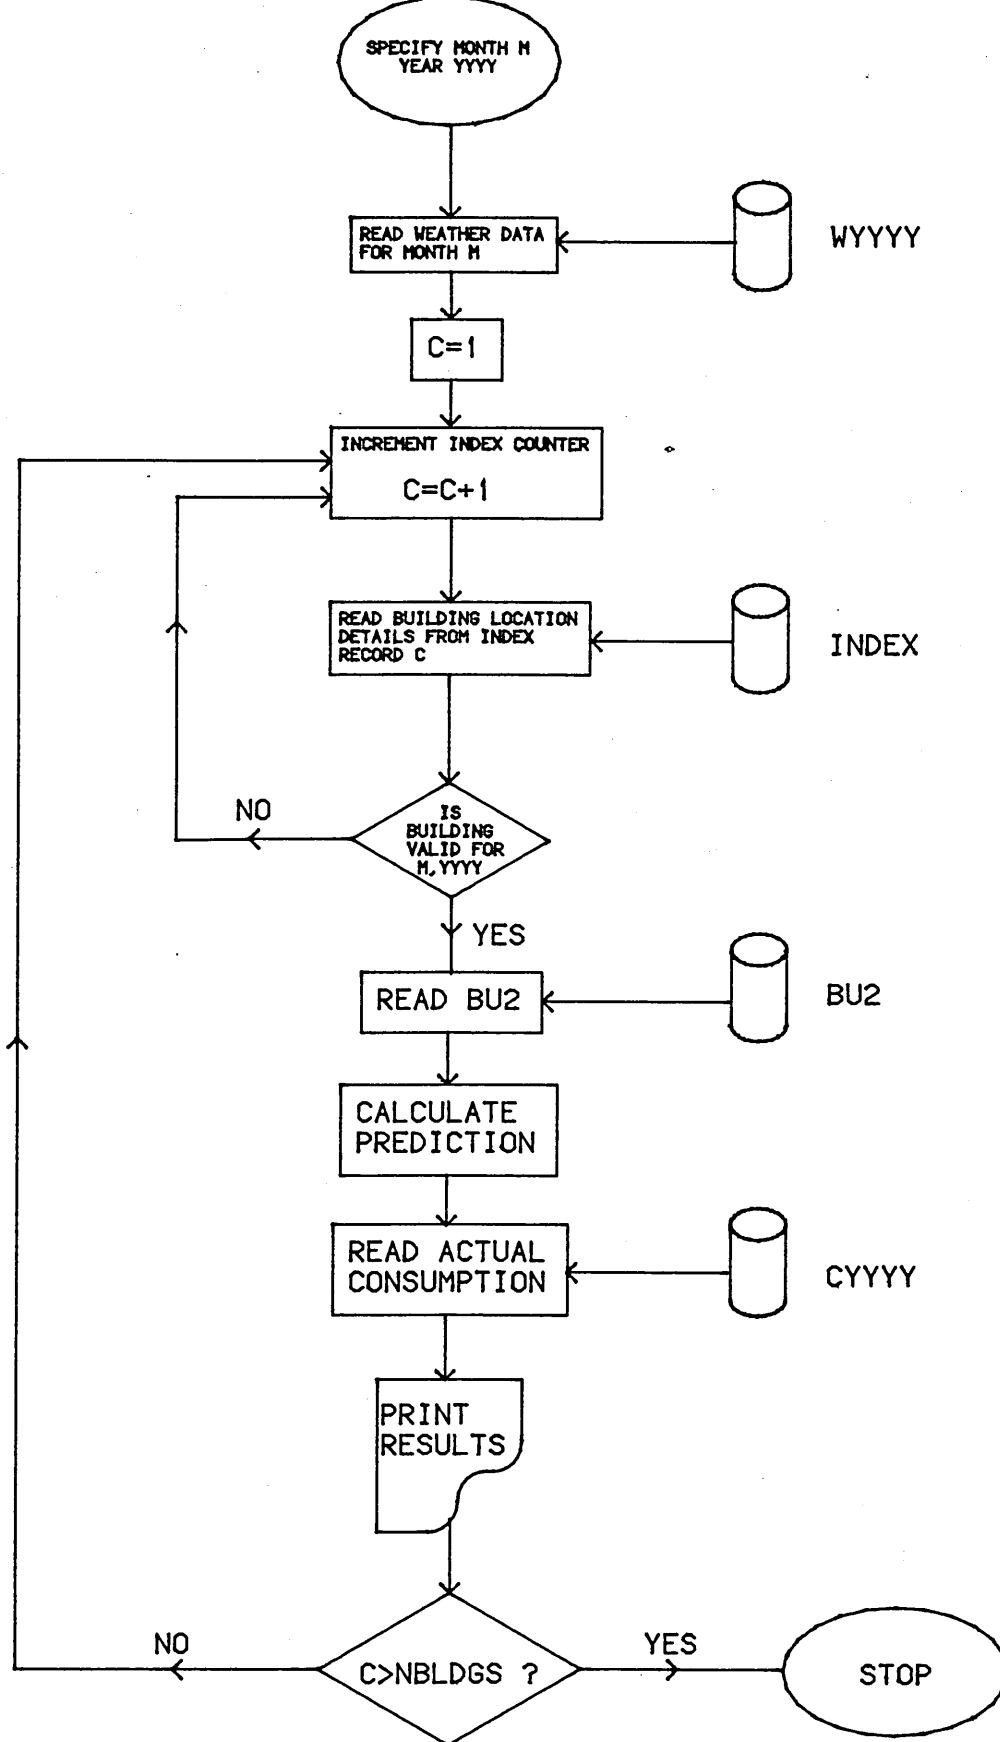 SPECIFY MONTH M
YEAR YYYY
READ WEATHER DATA
FOR MONTH M
WYYYY
C=1
INCREMENT INDEX COUNTER
C=C+1
READ BUILDING LOCATION
DETAILS FROM INDEX
RECORD C
INDEX
NO
IS
BUILDING
VALID FOR
M,YYYY
YES
READ BU2
BU2
CALCULATE
PREDICTION
READ ACTUAL
CONSUMPTION
CYYYY
PRINT
RESULTS
NO
C>NBLDGS ?
YES
STOP